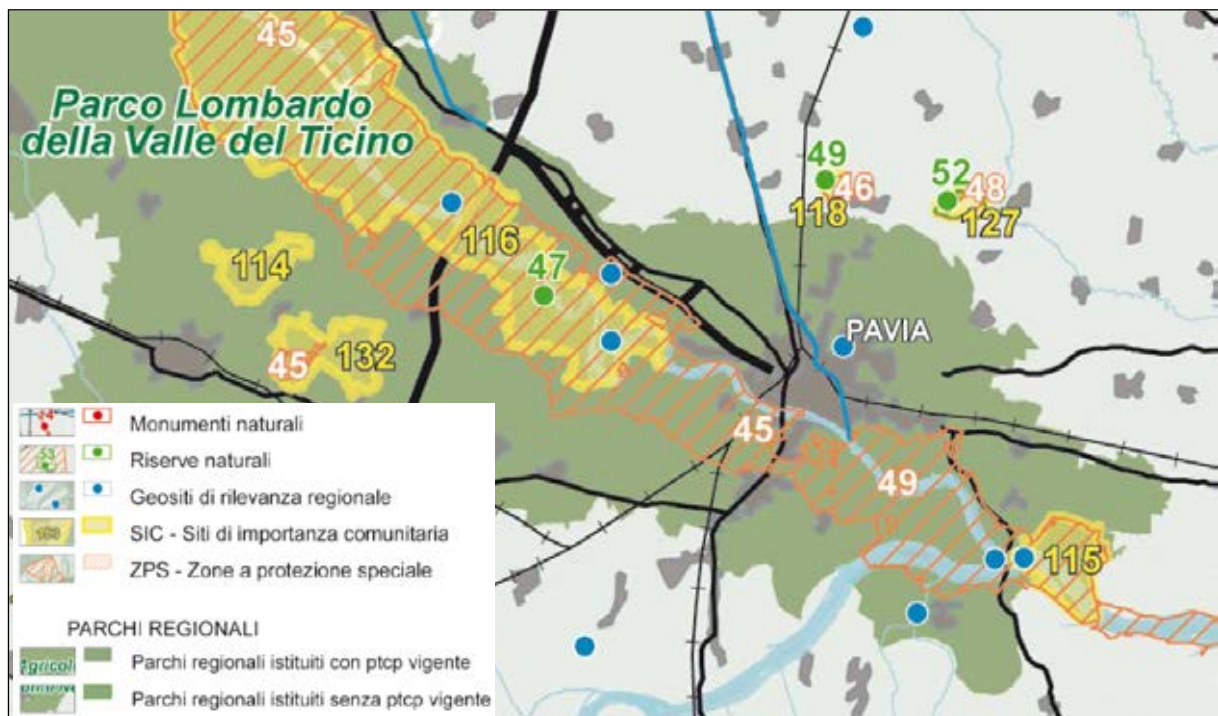 45
Parco Lombardo
della Valle del Ticino
49
46
118
52
48
127
116
114
47
PAVIA
132
45
45
49
115
Monumenti naturali
53
Riserve naturali
Geositi di rilevanza regionale
SIC - Siti di importanza comunitaria
ZPS - Zone a protezione speciale
PARCHI REGIONALI
Parchi regionali istituiti con ptcp vigente
Parchi regionali istituiti senza ptcp vigente